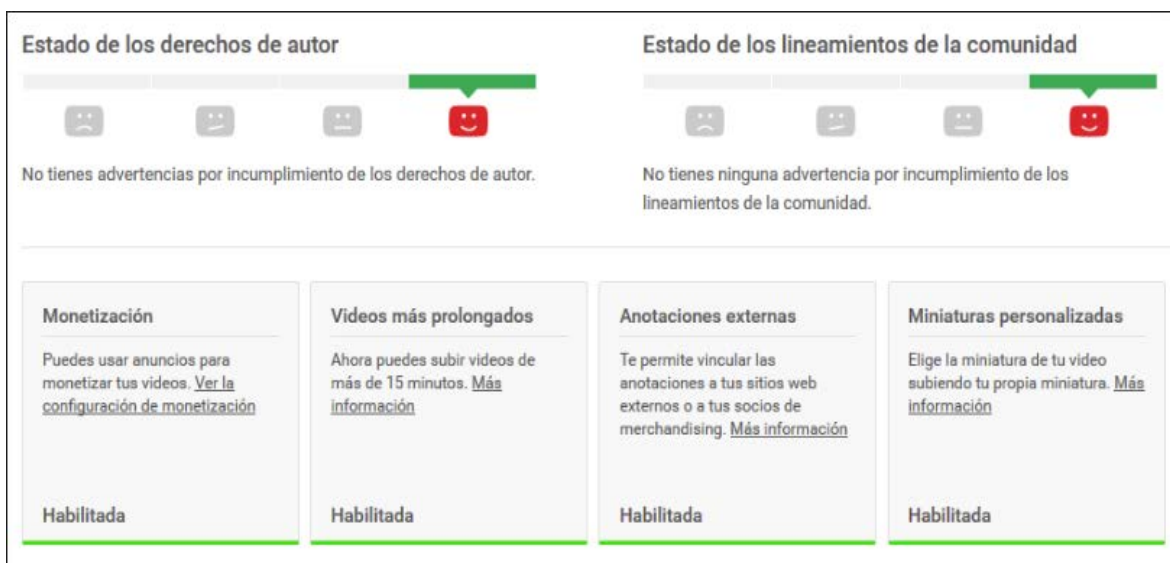 Estado de los derechos de autor
No tienes advertencias por incumplimiento de los derechos de autor.
Estado de los lineamientos de la comunidad
No tienes ninguna advertencia por incumplimiento de los
lineamientos de la comunidad.
Monetización
Puedes usar anuncios para
monetizar tus videos. Ver la
configuración de monetización
Habilitada
Videos más prolongados
Ahora puedes subir videos de
más de 15 minutos. Más
información
Habilitada
Anotaciones externas
Te permite vincular las
anotaciones a tus sitios web
externos o a tus socios de
merchandising. Más información
Habilitada
Miniaturas personalizadas
Elige la miniatura de tu video
subiendo tu propia miniatura. Más
información
Habilitada